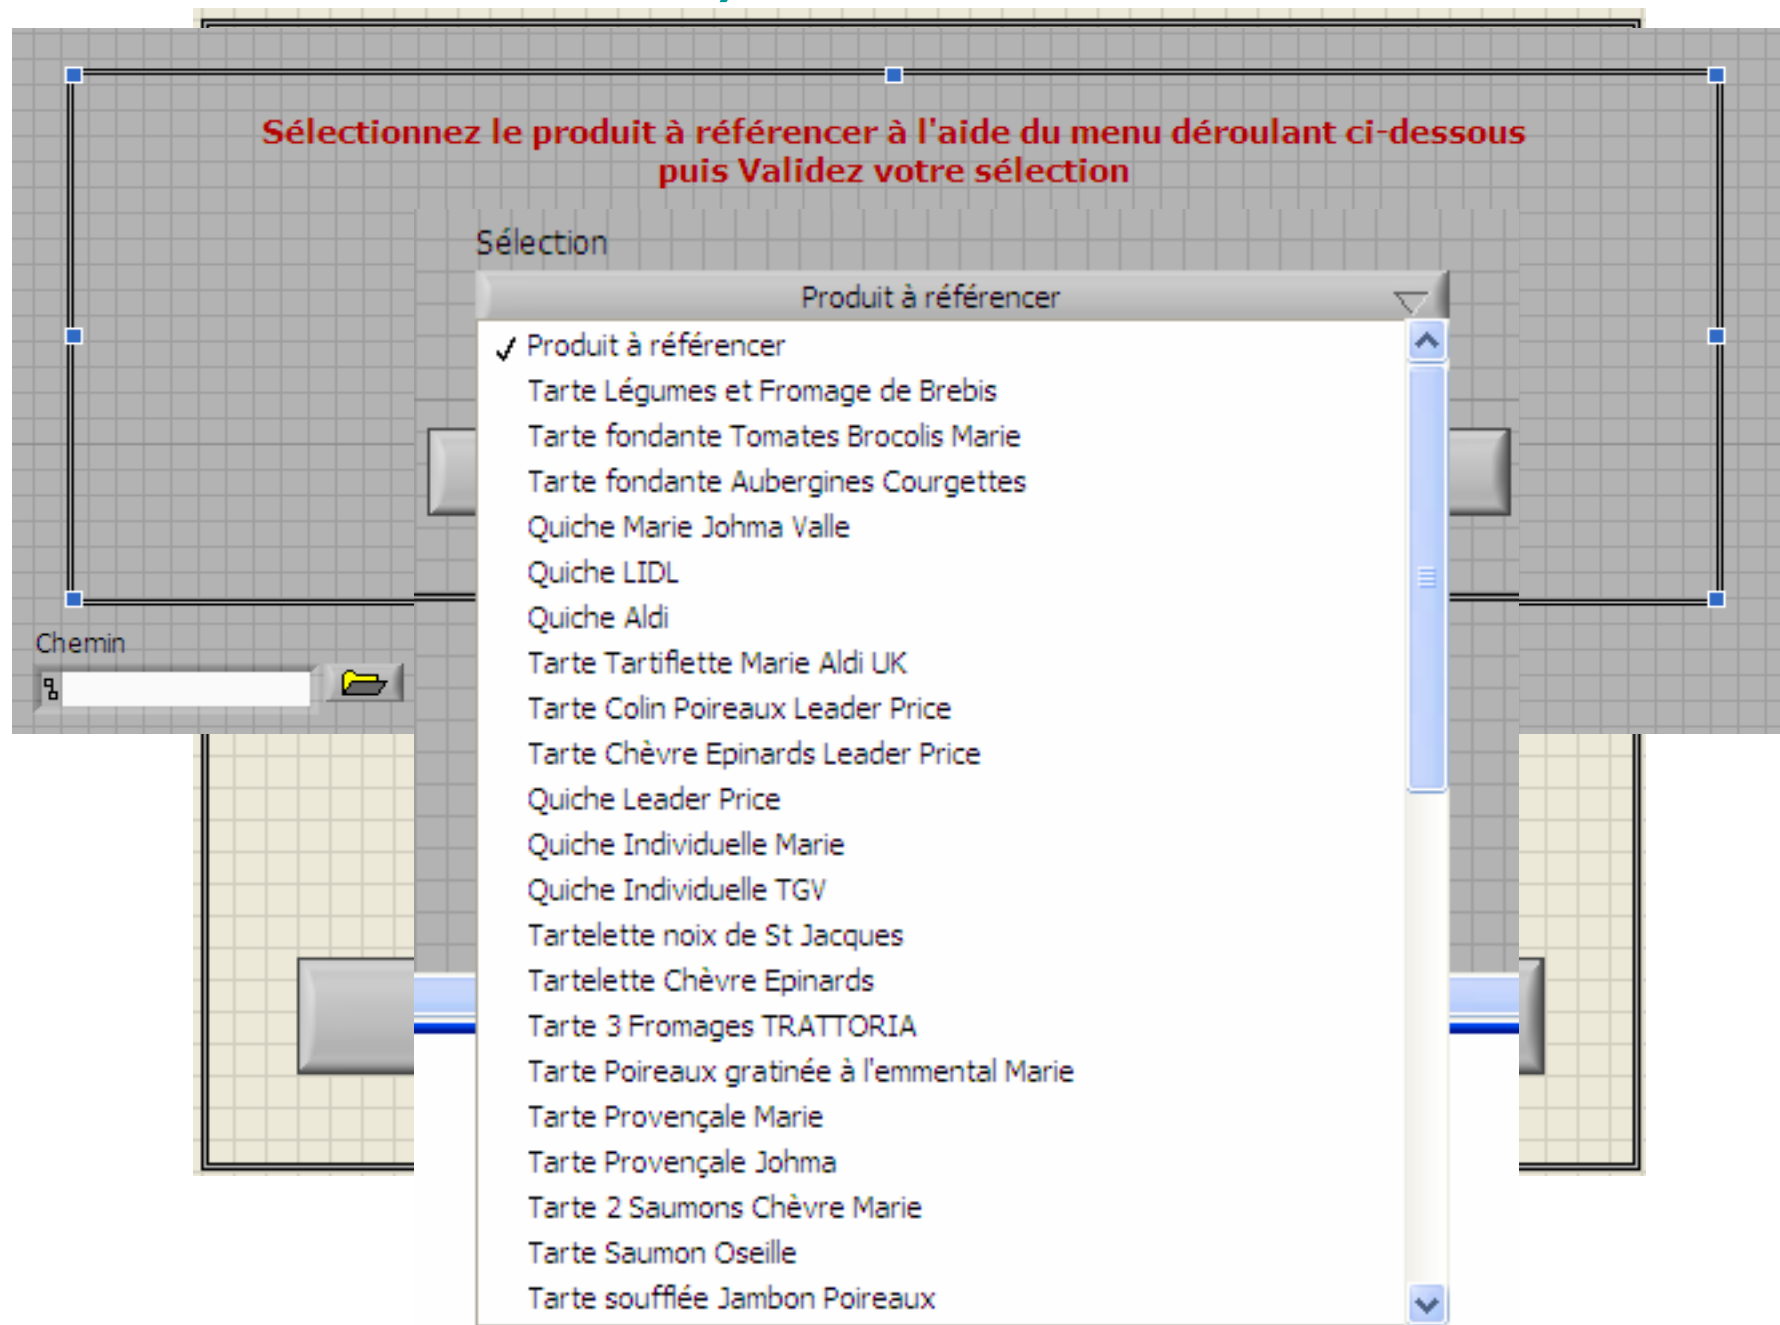 Sélectionnez le produit à référencer à l'aide du menu déroulant ci-dessous
puis Validez votre sélection
Sélection
Produit à référencer
Produit à référencer
Tarte Légumes et Fromage de Brebis
Tarte fondante Tomates Brocolis Marie
Tarte fondante Aubergines Courgettes
Quiche Marie Johma Valle
Quiche LIDL
Quiche Aldi
Chemin
Tarte Tartiflette Marie Aldi UK
Tarte Colin Poireaux Leader Price
Tarte Chèvre Epinards Leader Price
Quiche Leader Price
Quiche Individuelle Marie
Quiche Individuelle TGV
Tartelette noix de St Jacques
Tartelette Chèvre Epinards
Tarte 3 Fromages TRATTORIA
Tarte Poireaux gratinée à l'emmental Marie
Tarte Provençale Marie
Tarte Provençale Johma
Tarte 2 Saumons Chèvre Marie
Tarte Saumon Oseille
Tarte soufflée Jambon Poireaux